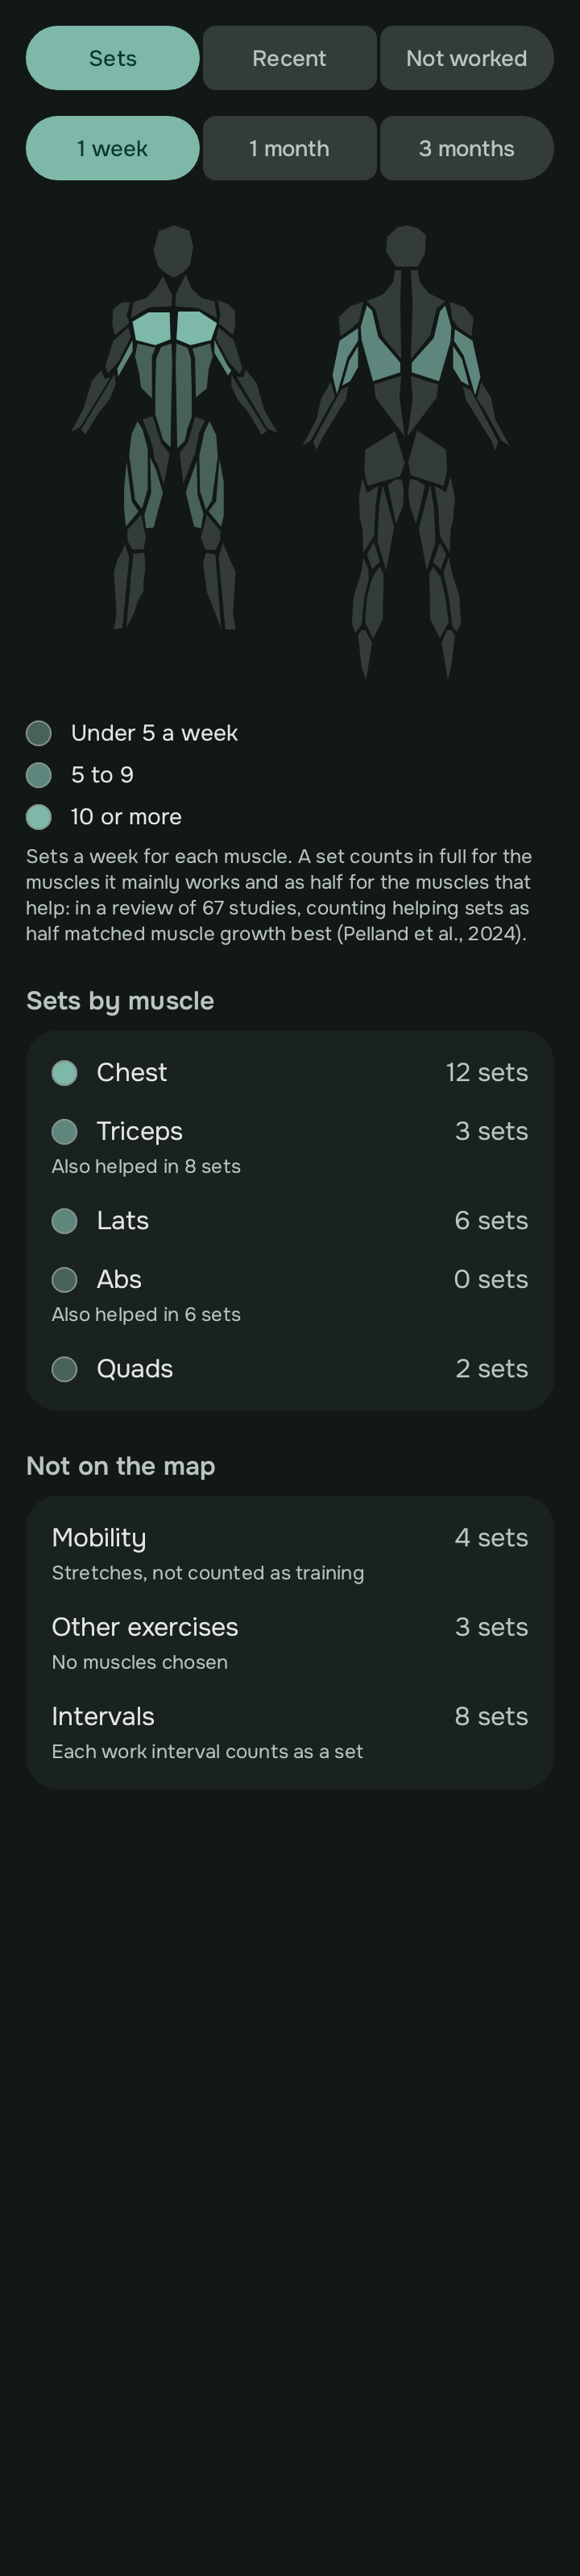 Sets
Recent
Not worked
1 week
1 month
3 months
Under 5 a week
5 to 9
10 or more
Sets a week for each muscle. A set counts in full for the
muscles it mainly works and as half for the muscles that
help: in a review of 67 studies, counting helping sets as
half matched muscle growth best (Pelland et al., 2024).
Sets by muscle
Chest 12 sets
Triceps 3 sets
Also helped in 8 sets
Lats 6 sets
Abs 0 sets
Also helped in 6 sets
Quads 2 sets
Not on the map
Mobility 4 sets
Stretches, not counted as training
Other exercises 3 sets
No muscles chosen
Intervals 8 sets
Each work interval counts as a set